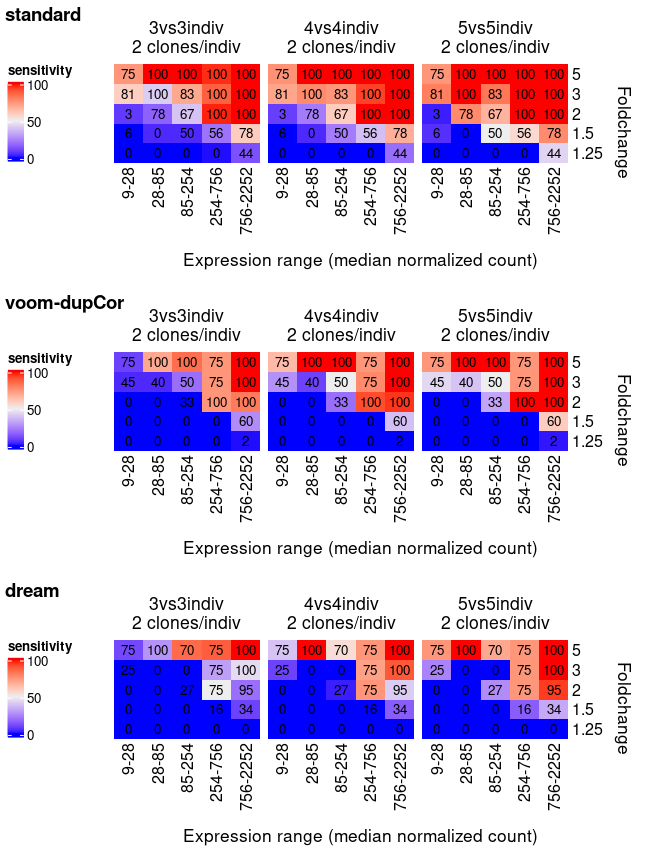 standard
3vs3indiv 4vs4indiv 5vs5indiv
2 clones/indiv 2 clones/indiv 2 clones/indiv
sensitivity
100
50
0
75 100 100 100 100 75 100 100 100 100 75 100 100 100 100 5
81 100 83 100 100 81 100 83 100 100 81 100 83 100 100 3
3 78 67 100 100 3 78 67 100 100 3 78 67 100 100 2
6 0 50 56 78 6 0 50 56 78 6 0 50 56 78 1.5
0 0 0 0 44 0 0 0 0 44 0 0 0 0 44 1.25
Foldchange
9-28 28-85 85-254 254-756 756-2252 9-28 28-85 85-254 254-756 756-2252 9-28 28-85 85-254 254-756 756-2252
Expression range (median normalized count)
voom-dupCor
3vs3indiv 4vs4indiv 5vs5indiv
2 clones/indiv 2 clones/indiv 2 clones/indiv
sensitivity
100
50
0
75 100 100 75 100 75 100 100 75 100 75 100 100 75 100 5
45 40 50 75 100 45 40 50 75 100 45 40 50 75 100 3
0 0 33 100 100 0 0 33 100 100 0 0 33 100 100 2
0 0 0 0 60 0 0 0 0 60 0 0 0 0 60 1.5
0 0 0 0 2 0 0 0 0 2 0 0 0 0 2 1.25
Foldchange
9-28 28-85 85-254 254-756 756-2252 9-28 28-85 85-254 254-756 756-2252 9-28 28-85 85-254 254-756 756-2252
Expression range (median normalized count)
dream
3vs3indiv 4vs4indiv 5vs5indiv
2 clones/indiv 2 clones/indiv 2 clones/indiv
sensitivity
100
50
0
75 100 70 75 100 75 100 70 75 100 75 100 70 75 100 5
25 0 0 75 100 25 0 0 75 100 25 0 0 75 100 3
0 0 27 75 95 0 0 27 75 95 0 0 27 75 95 2
0 0 0 16 34 0 0 0 16 34 0 0 0 16 34 1.5
0 0 0 0 0 0 0 0 0 0 0 0 0 0 0 1.25
Foldchange
9-28 28-85 85-254 254-756 756-2252 9-28 28-85 85-254 254-756 756-2252 9-28 28-85 85-254 254-756 756-2252
Expression range (median normalized count)